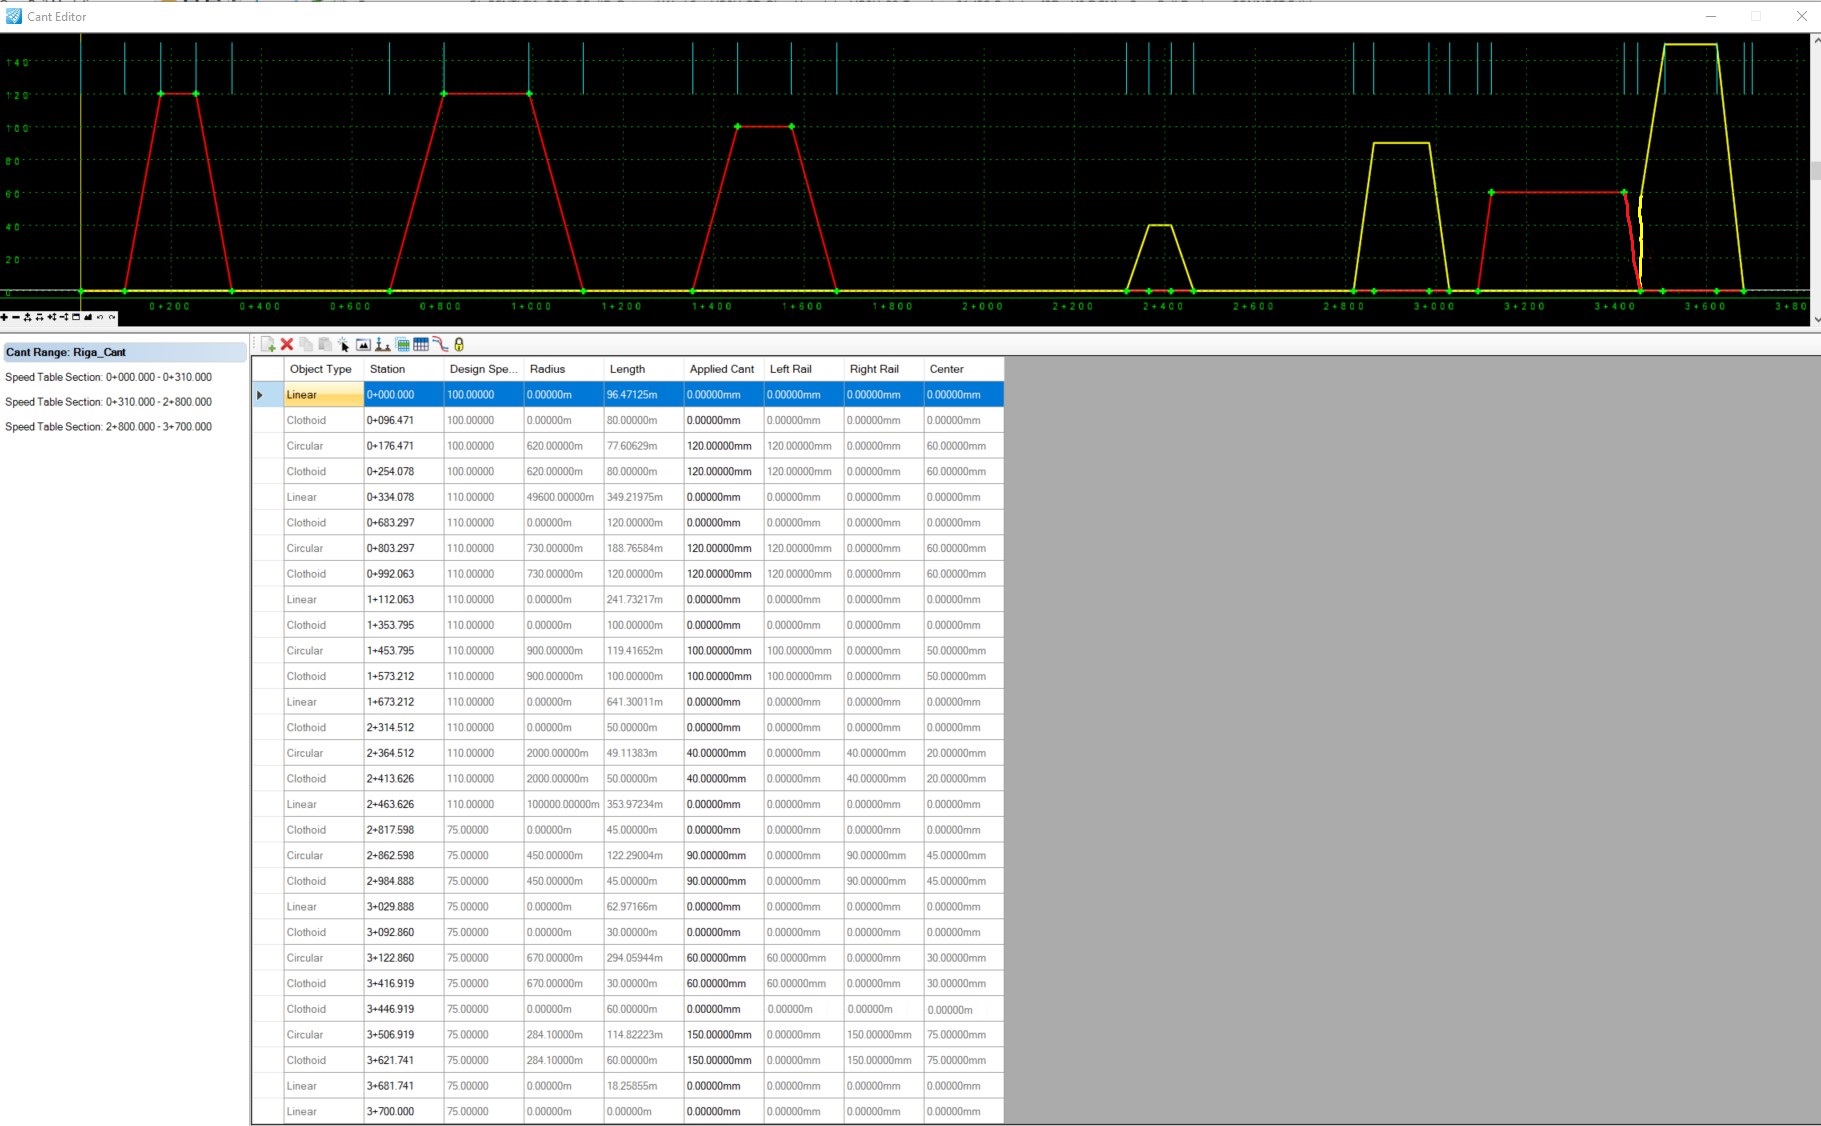 Cant Editor
140
120
100
80
60
40
20
0
0+200 0+400 0+600 0+800 1+000 1+200 1+400 1+600 1+800 2+000 2+200 2+400 2+600 2+800 3+000 3+200 3+400 3+600 3+80
Cant Range: Riga_Cant
Speed Table Section: 0+000.000 - 0+310.000
Speed Table Section: 0+310.000 - 2+800.000
Speed Table Section: 2+800.000 - 3+700.000
Object Type Station Design Spe... Radius Length Applied Cant Left Rail Right Rail Center
Linear 0+000.000 100.00000 0.00000m 96.47125m 0.00000mm 0.00000mm 0.00000mm 0.00000mm
Clothoid 0+096.471 100.00000 0.00000m 80.00000m 0.00000mm 0.00000mm 0.00000mm 0.00000mm
Circular 0+176.471 100.00000 620.00000m 77.60629m 120.00000mm 120.00000mm 0.00000mm 60.00000mm
Clothoid 0+254.078 100.00000 620.00000m 80.00000m 120.00000mm 120.00000mm 0.00000mm 60.00000mm
Linear 0+334.078 110.00000 49600.00000m 349.21975m 0.00000mm 0.00000mm 0.00000mm 0.00000mm
Clothoid 0+683.297 110.00000 0.00000m 120.00000m 0.00000mm 0.00000mm 0.00000mm 0.00000mm
Circular 0+803.297 110.00000 730.00000m 188.76584m 120.00000mm 120.00000mm 0.00000mm 60.00000mm
Clothoid 0+992.063 110.00000 730.00000m 120.00000m 120.00000mm 120.00000mm 0.00000mm 60.00000mm
Linear 1+112.063 110.00000 0.00000m 241.73217m 0.00000mm 0.00000mm 0.00000mm 0.00000mm
Clothoid 1+353.795 110.00000 0.00000m 100.00000m 0.00000mm 0.00000mm 0.00000mm 0.00000mm
Circular 1+453.795 110.00000 900.00000m 119.41652m 100.00000mm 100.00000mm 0.00000mm 50.00000mm
Clothoid 1+573.212 110.00000 900.00000m 100.00000m 100.00000mm 100.00000mm 0.00000mm 50.00000mm
Linear 1+673.212 110.00000 0.00000m 641.30011m 0.00000mm 0.00000mm 0.00000mm 0.00000mm
Clothoid 2+314.512 110.00000 0.00000m 50.00000m 0.00000mm 0.00000mm 0.00000mm 0.00000mm
Circular 2+364.512 110.00000 2000.00000m 49.11383m 40.00000mm 0.00000mm 40.00000mm 20.00000mm
Clothoid 2+413.626 110.00000 2000.00000m 50.00000m 40.00000mm 0.00000mm 40.00000mm 20.00000mm
Linear 2+463.626 110.00000 100000.00000m 353.97234m 0.00000mm 0.00000mm 0.00000mm 0.00000mm
Clothoid 2+817.598 75.00000 0.00000m 45.00000m 0.00000mm 0.00000mm 0.00000mm 0.00000mm
Circular 2+862.598 75.00000 450.00000m 122.29004m 90.00000mm 0.00000mm 90.00000mm 45.00000mm
Clothoid 2+984.888 75.00000 450.00000m 45.00000m 90.00000mm 0.00000mm 90.00000mm 45.00000mm
Linear 3+029.888 75.00000 0.00000m 62.97166m 0.00000mm 0.00000mm 0.00000mm 0.00000mm
Clothoid 3+092.860 75.00000 0.00000m 30.00000m 0.00000mm 0.00000mm 0.00000mm 0.00000mm
Circular 3+122.860 75.00000 670.00000m 294.05944m 60.00000mm 60.00000mm 0.00000mm 30.00000mm
Clothoid 3+416.919 75.00000 670.00000m 30.00000m 60.00000mm 60.00000mm 0.00000mm 30.00000mm
Clothoid 3+446.919 75.00000 0.00000m 60.00000m 0.00000mm 0.00000m 0.00000m 0.00000m
Circular 3+506.919 75.00000 284.10000m 114.82223m 150.00000mm 0.00000mm 150.00000mm 75.00000mm
Clothoid 3+621.741 75.00000 284.10000m 60.00000m 150.00000mm 0.00000mm 150.00000mm 75.00000mm
Linear 3+681.741 75.00000 0.00000m 18.25855m 0.00000mm 0.00000mm 0.00000mm 0.00000mm
Linear 3+700.000 75.00000 0.00000m 0.00000m 0.00000mm 0.00000mm 0.00000mm 0.00000mm